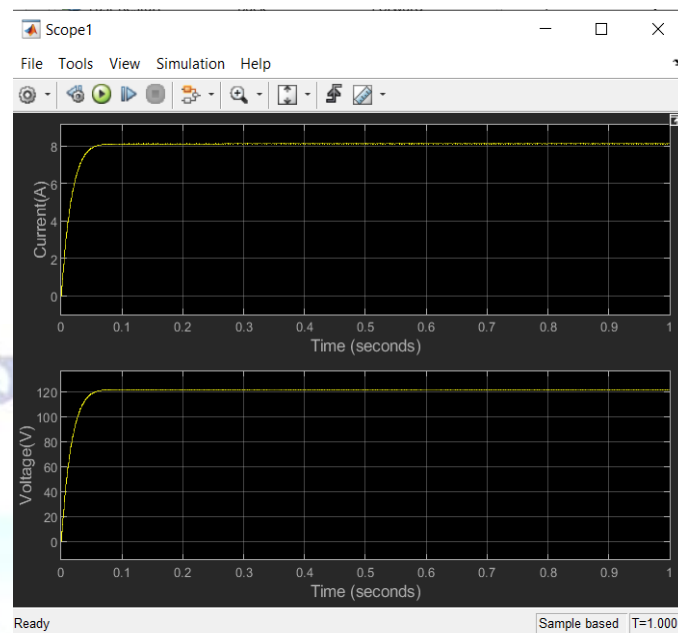 Scope1
File Tools View Simulation Help
8
6
4
2
0
Current(A)
0 0.1 0.2 0.3 0.4 0.5 0.6 0.7 0.8 0.9 1
Time (seconds)
120
100
80
60
40
20
0
Voltage(V)
0 0.1 0.2 0.3 0.4 0.5 0.6 0.7 0.8 0.9 1
Time (seconds)
Ready Sample based T=1.000